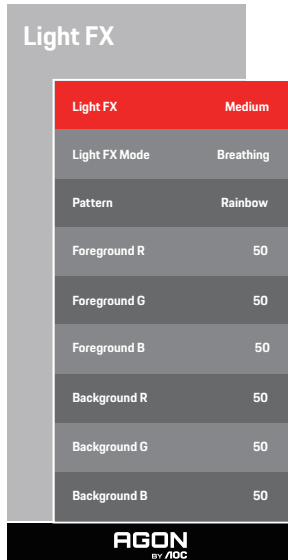 Light FX
Light FX Medium
Light FX Mode Breathing
Pattern Rainbow
Foreground R 50
Foreground G 50
Foreground B 50
Background R 50
Background G 50
Background B 50
AGON
BY AOC